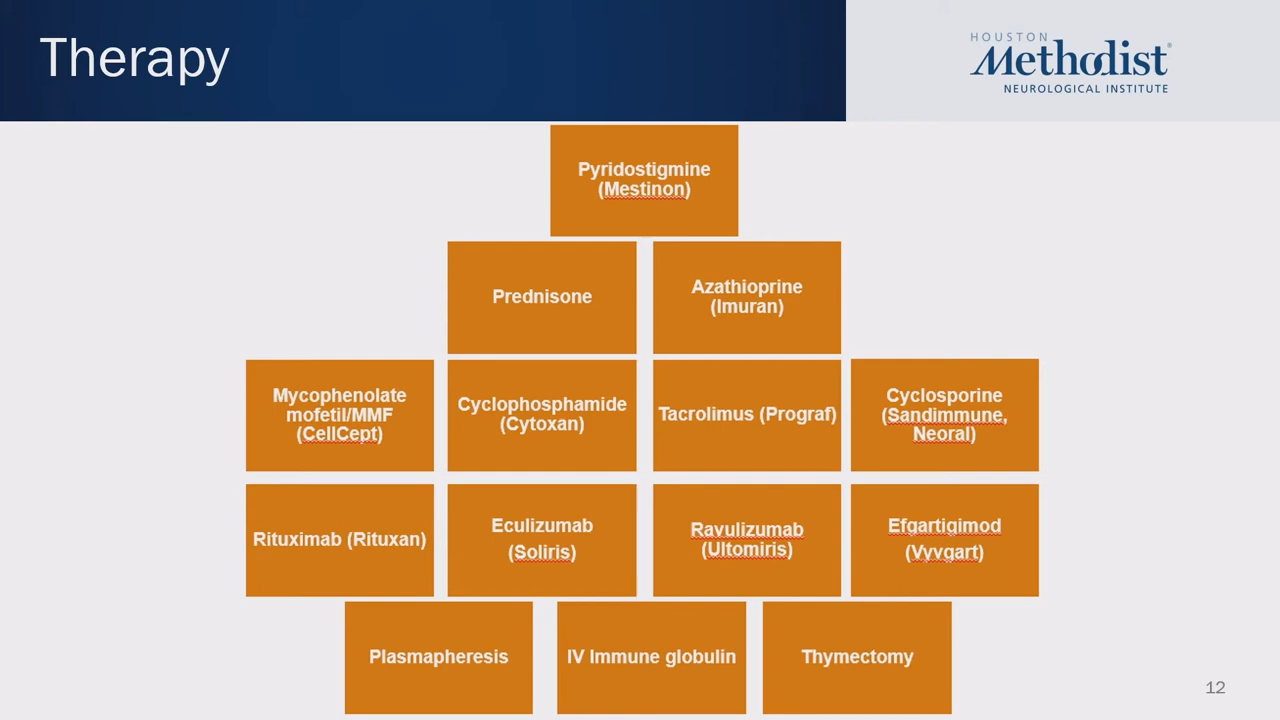 Therapy
HOUSTON
Methodist®
NEUROLOGICAL INSTITUTE
Pyridostigmine
(Mestinon)
Prednisone
Azathioprine
(Imuran)
Mycophenolate
mofetil/MMF
(CellCept)
Cyclophosphamide
(Cytoxan)
Tacrolimus (Prograf)
Cyclosporine
(Sandimmune,
Neoral)
Rituximab (Rituxan)
Eculizumab
(Soliris)
Ravulizumab
(Ultomiris)
Efgartigimod
(Vyvgart)
Plasmapheresis
IV Immune globulin
Thymectomy
12